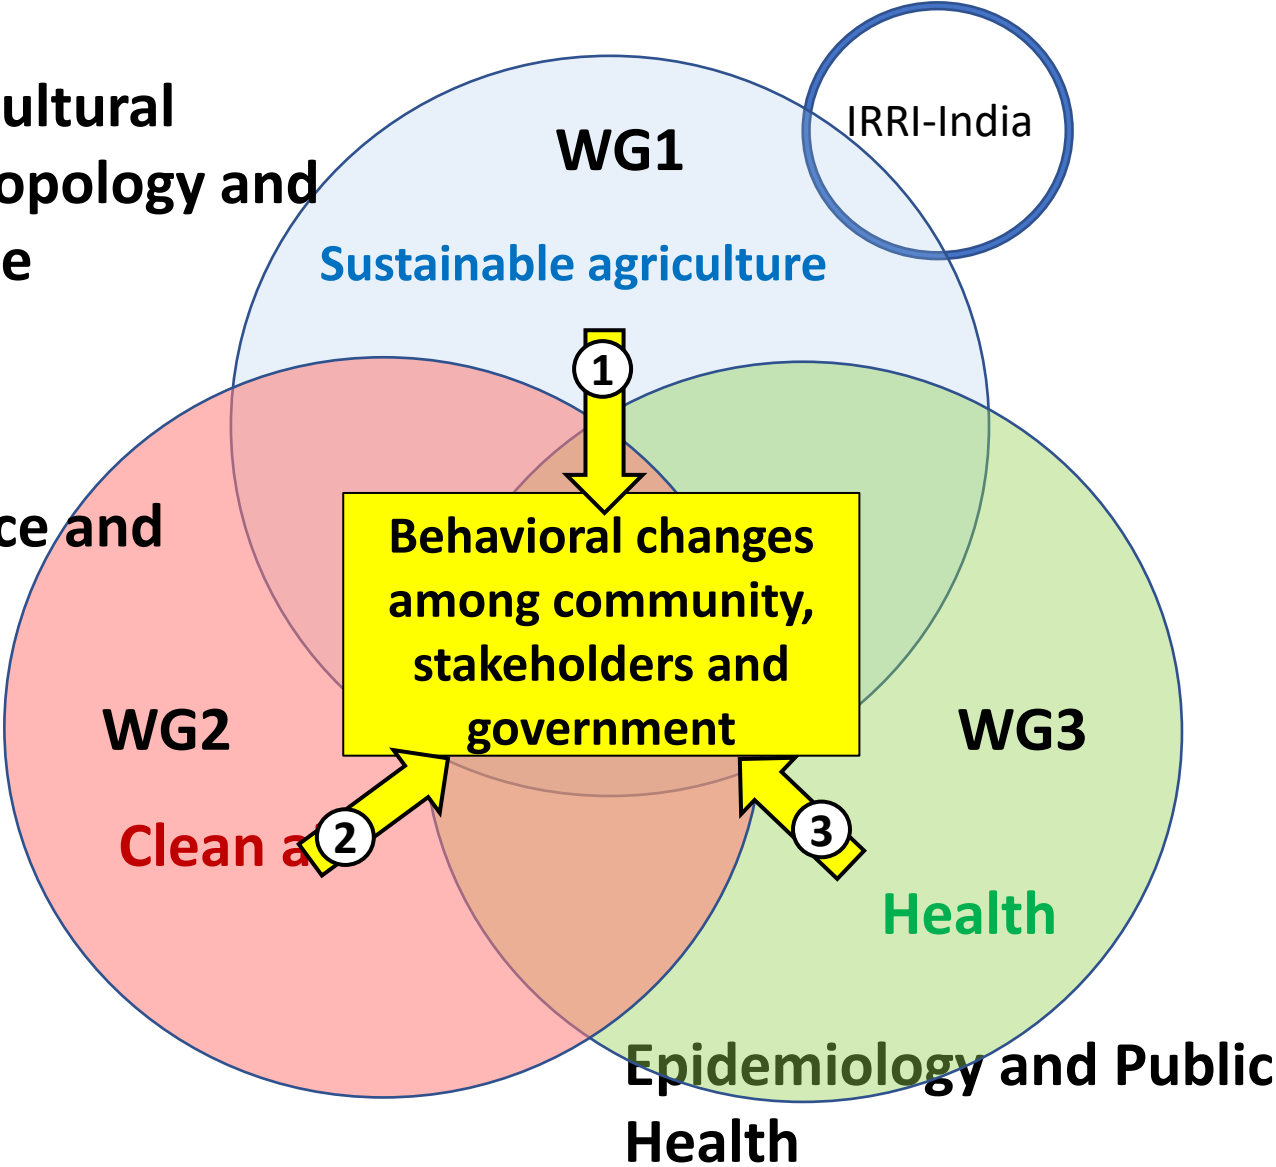 IRRI-India
ultural
opology and
e
WG1
Sustainable agriculture
1
ce and
Behavioral changes
among community,
stakeholders and
government
WG2
WG3
Clean a
2
3
Health
Epidemiology and Public
Health